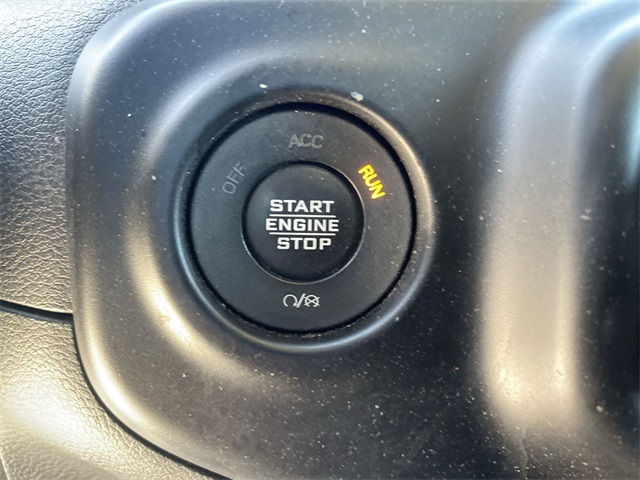 ACC
OFF
RUN
START
ENGINE
STOP